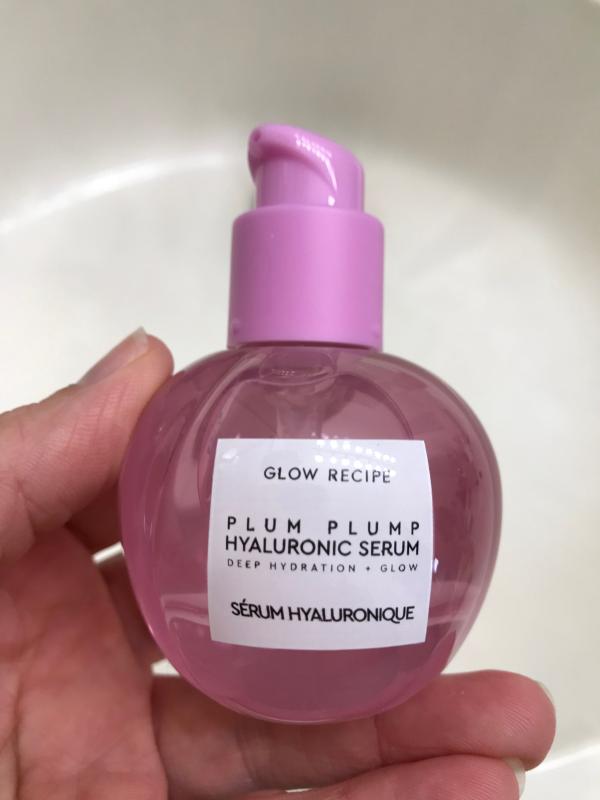 GLOW RECIPE
PLUM PLUMP
HYALURONIC SERUM
DEEP HYDRATION + GLOW
SÉRUM HYALURONIQUE